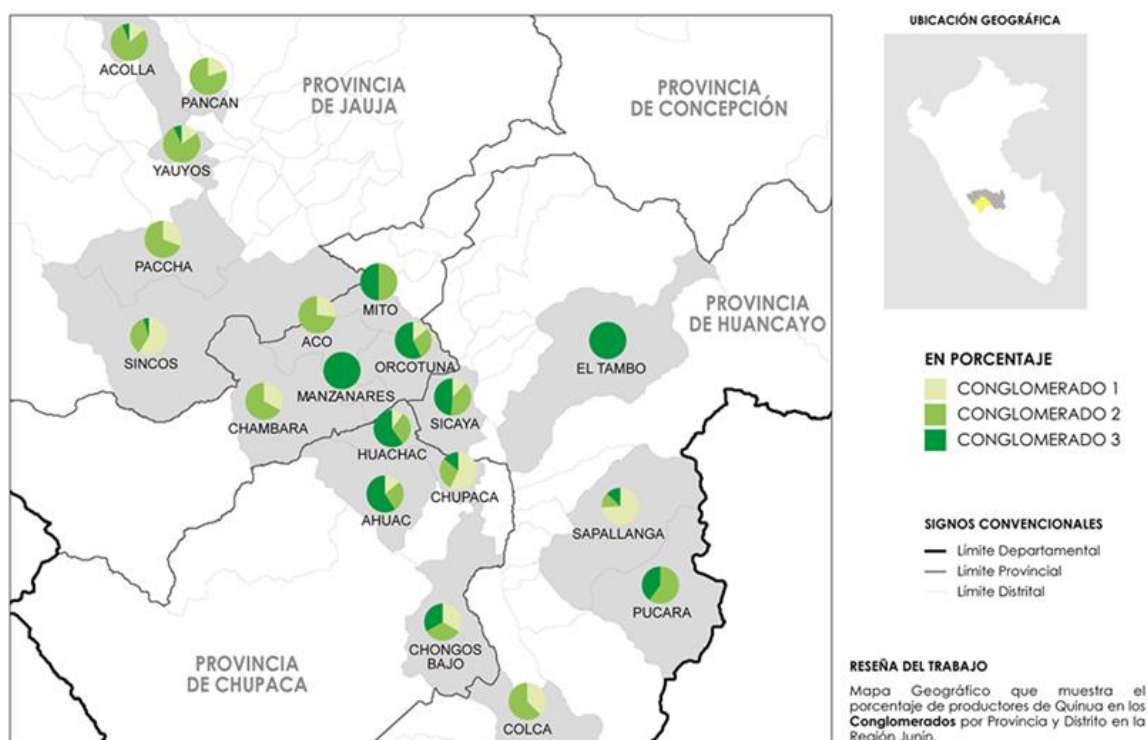 ACOLLA
PANCAN
YAUYOS
PROVINCIA
DE JAUJA
PROVINCIA
DE CONCEPCIÓN
PACCHA
SINCOS
MITO
ACO
ORCOTUNA
MANZANARES
CHAMBARA
SICAYA
HUACHAC
CHUPACA
AHUAC
EL TAMBO
PROVINCIA
DE HUANCAYO
SAPALLANGA
PUCARA
CHONGOS
BAJO
PROVINCIA
DE CHUPACA
COLCA
UBICACIÓN GEOGRÁFICA
EN PORCENTAJE
CONGLOMERADO 1
CONGLOMERADO 2
CONGLOMERADO 3
SIGNOS CONVENCIONALES
Límite Departamental
Límite Provincial
Límite Distrital
RESEÑA DEL TRABAJO
Mapa Geográfico que muestra el
porcentaje de productores de Quinua en los
Conglomerados por Provincia y Distrito en la
Región Junín.